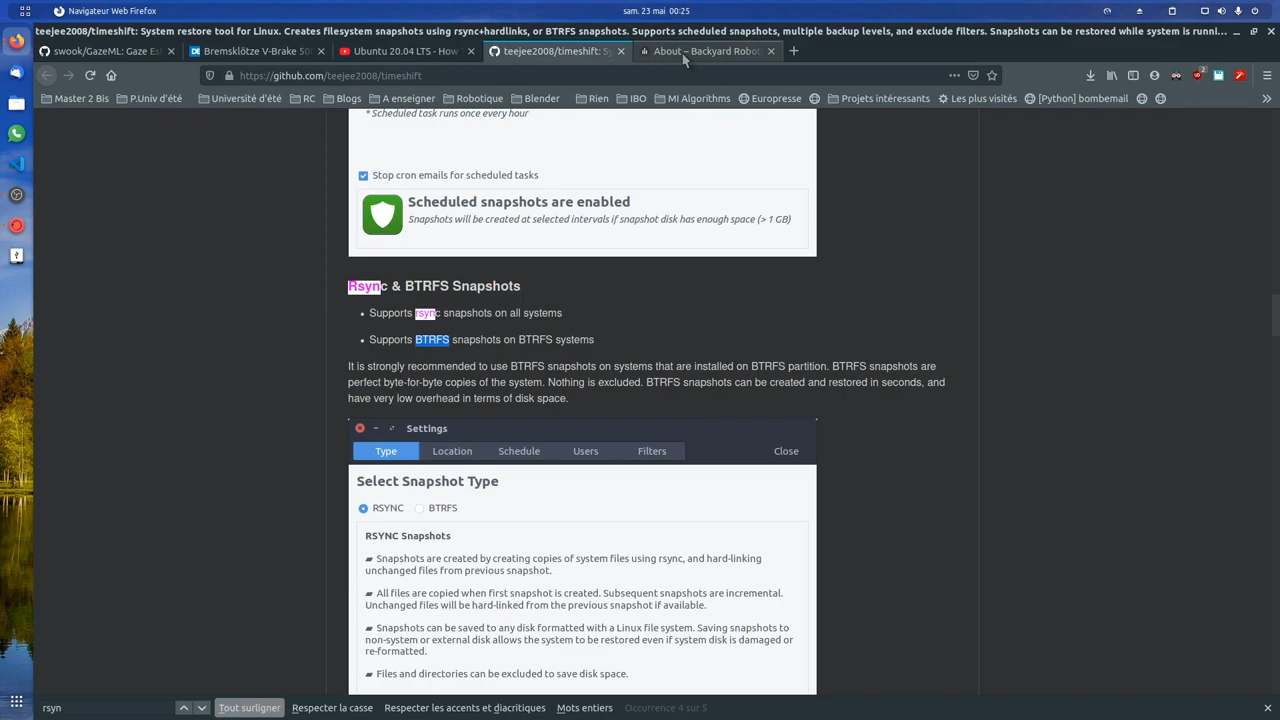 Navigateur Web Firefox
sam. 23 mai 00:25
teejee2008/timeshift: System restore tool for Linux. Creates filesystem snapshots using rsync+hardlinks, or BTRFS snapshots. Supports scheduled snapshots, multiple backup levels, and exclude filters. Snapshots can be restored while system is runnin…
swook/GazeML: Gaze Es
Bremsklötze V-Brake 50
Ubuntu 20.04 LTS - How
teejee2008/timeshift: Sy
About – Backyard Robot
https://github.com/teejee2008/timeshift
Master 2 Bis
P.Univ d'été
Université d'été
RC
Blogs
A enseigner
Robotique
Blender
Rien
IBO
MI Algorithms
Europresse
Projets intéressants
Les plus visités
[Python] bombemail
* Scheduled task runs once every hour
Stop cron emails for scheduled tasks
Scheduled snapshots are enabled
Snapshots will be created at selected intervals if snapshot disk has enough space (> 1 GB)
Rsync & BTRFS Snapshots
• Supports rsync snapshots on all systems
• Supports BTRFS snapshots on BTRFS systems
It is strongly recommended to use BTRFS snapshots on systems that are installed on BTRFS partition. BTRFS snapshots are
perfect byte-for-byte copies of the system. Nothing is excluded. BTRFS snapshots can be created and restored in seconds, and
have very low overhead in terms of disk space.
Settings
Type
Location
Schedule
Users
Filters
Close
Select Snapshot Type
RSYNC
BTRFS
RSYNC Snapshots
Snapshots are created by creating copies of system files using rsync, and hard-linking
unchanged files from previous snapshot.
All files are copied when first snapshot is created. Subsequent snapshots are incremental.
Unchanged files will be hard-linked from the previous snapshot if available.
Snapshots can be saved to any disk formatted with a Linux file system. Saving snapshots to
non-system or external disk allows the system to be restored even if system disk is damaged or
re-formatted.
Files and directories can be excluded to save disk space.
rsyn
Tout surligner
Respecter la casse
Respecter les accents et diacritiques
Mots entiers
Occurrence 4 sur 5